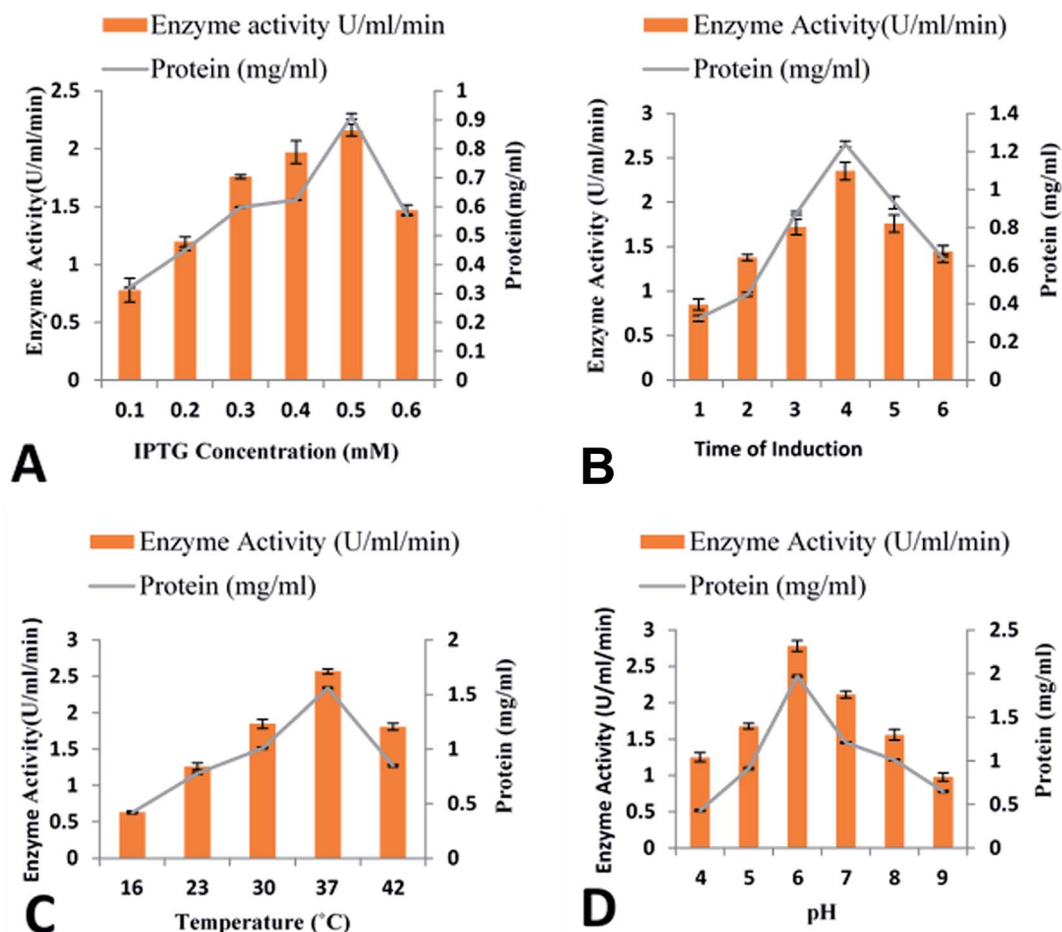 Enzyme activity U/ml/min
Protein (mg/ml)
Enzyme Activity(U/ml/min)
2.5
2
1.5
1
0.5
0
1
0.9
0.8
0.7
0.6
0.5
0.4
0.3
0.2
0.1
0
Protein(mg/ml)
0.1 0.2 0.3 0.4 0.5 0.6
IPTG Concentration (mM)
A
Enzyme Activity(U/ml/min)
Protein (mg/ml)
Enzyme Activity (U/ml/min)
3
2.5
2
1.5
1
0.5
0
1.4
1.2
1
0.8
0.6
0.4
0.2
0
Protein (mg/ml)
1 2 3 4 5 6
Time of Induction
B
Enzyme Activity (U/ml/min)
Protein (mg/ml)
Enzyme Activity(U/ml/min)
3
2.5
2
1.5
1
0.5
0
2
1.5
1
0.5
0
Protein (mg/ml)
16 23 30 37 42
Temperature (˚C)
C
Enzyme Activity (U/ml/min)
Protein (mg/ml)
Enzyme Activity (U/ml/min)
3
2.5
2
1.5
1
0.5
0
2.5
2
1.5
1
0.5
0
Protein (mg/ml)
4 5 6 7 8 9
pH
D